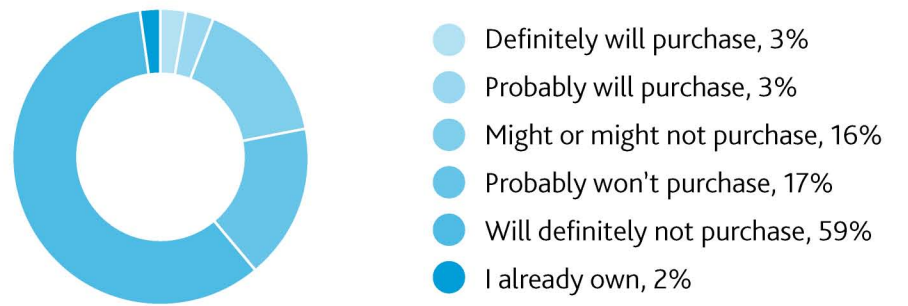 Definitely will purchase, 3%
Probably will purchase, 3%
Might or might not purchase, 16%
Probably won’t purchase, 17%
Will definitely not purchase, 59%
I already own, 2%